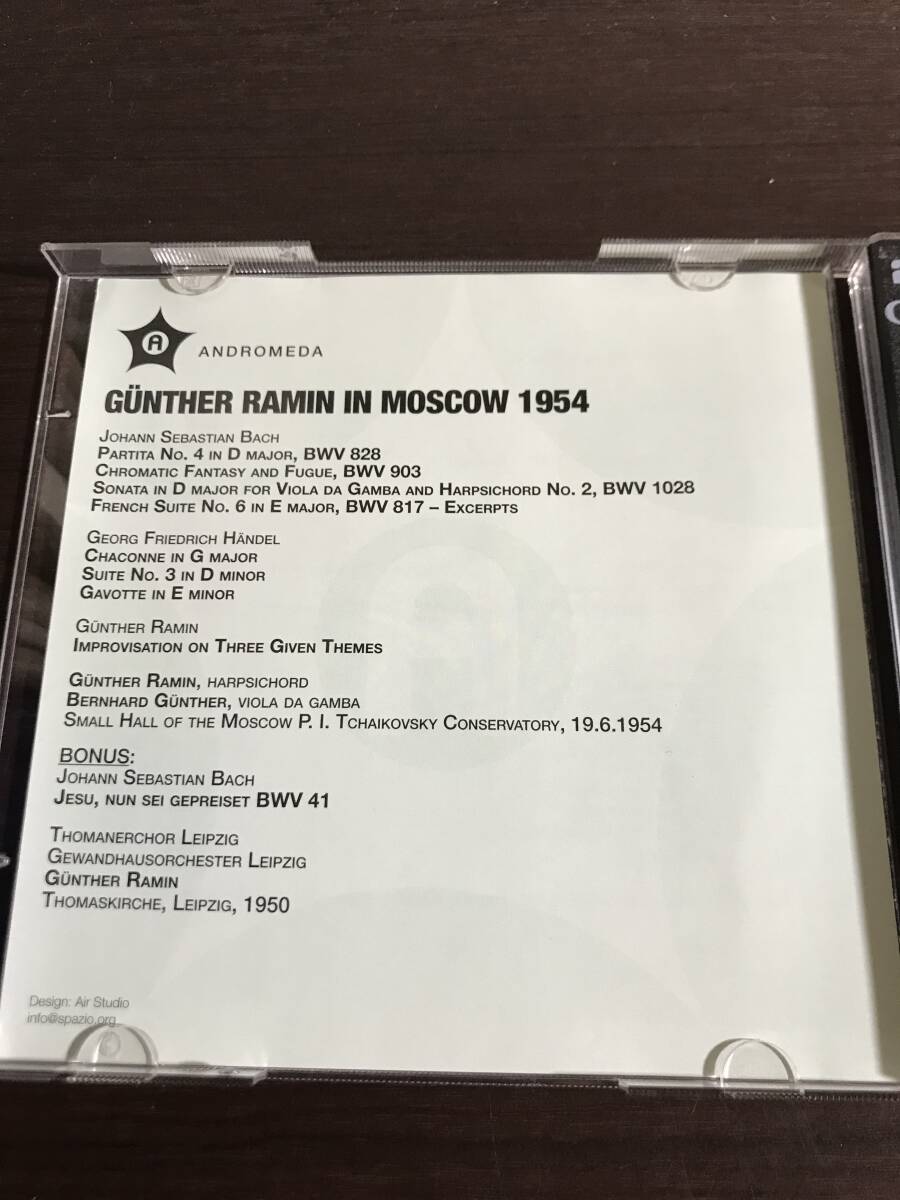 A
ANDROMEDA
GÜNTHER RAMIN IN MOSCOW 1954
JOHANN SEBASTIAN BACH
PARTITA NO. 4 IN D MAJOR, BWV 828
CHROMATIC FANTASY AND FUGUE, BWV 903
SONATA IN D MAJOR FOR VIOLA DA GAMBA AND HARPSICHORD NO. 2, BWV 1028
FRENCH SUITE NO. 6 IN E MAJOR, BWV 817 – EXCERPTS
GEORG FRIEDRICH HÄNDEL
CHACONNE IN G MAJOR
SUITE NO. 3 IN D MINOR
GAVOTTE IN E MINOR
GÜNTHER RAMIN
IMPROVISATION ON THREE GIVEN THEMES
GÜNTHER RAMIN, HARPSICHORD
BERNHARD GÜNTHER, VIOLA DA GAMBA
SMALL HALL OF THE MOSCOW P. I. TCHAIKOVSKY CONSERVATORY, 19.6.1954
BONUS:
JOHANN SEBASTIAN BACH
JESU, NUN SEI GEPREISET BWV 41
THOMANERCHOR LEIPZIG
GEWANDHAUSORCHESTER LEIPZIG
GÜNTHER RAMIN
THOMASKIRCHE, LEIPZIG, 1950
Design: Air Studio
info@spazio.org